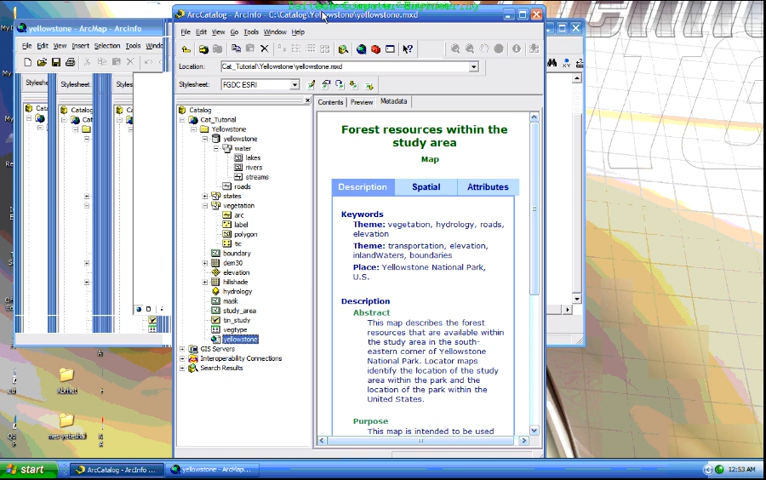 ArcCatalog - ArcInfo - C:\Catalog\Yellowstone\yellowstone.mxd
yellowstone - ArcMap - ArcInfo
File Edit View Insert Selection Tools
File Edit View Go Tools Window Help
Location: Cat_Tutorial\Yellowstone\yellowstone.mxd
Stylesheet: FGDC ESRI
Contents Preview Metadata
Catalog
Cat_Tutorial
Yellowstone
yellowstone
water
lakes
rivers
streams
roads
states
vegetation
arc
label
polygon
tic
boundary
dem30
elevation
hillshade
hydrology
mask
study_area
tin_study
vegtype
yellowstone
GIS Servers
Interoperability Connections
Search Results
Forest resources within the
study area
Map
Description Spatial Attributes
Keywords
Theme: vegetation, hydrology, roads,
elevation
Theme: transportation, elevation,
inlandWaters, boundaries
Place: Yellowstone National Park,
U.S.
Description
Abstract
This map describes the forest
resources that are available within
the study area in the south-
eastern corner of Yellowstone
National Park. Locator maps
identify the location of the
study area within the park and the
location of the park within the
United States.
Purpose
This map is intended to be used
start
ArcCatalog - ArcInfo ...
yellowstone - ArcMap...
12:53 AM